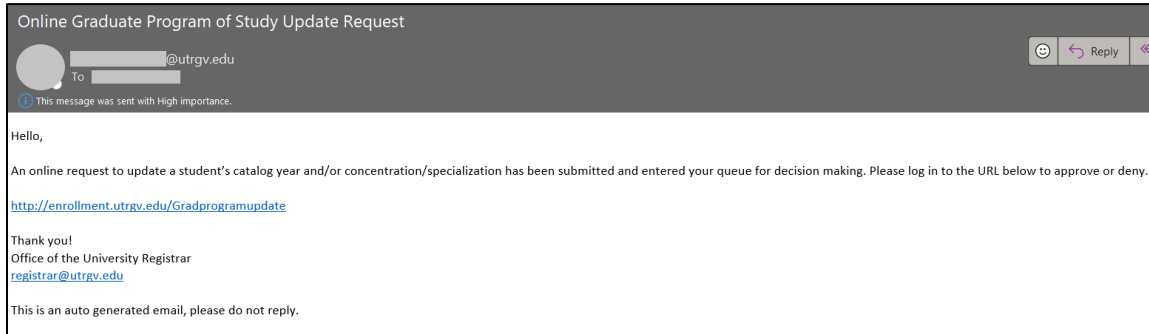 Online Graduate Program of Study Update Request
@utrgv.edu
Reply
To
This message was sent with High importance.
Hello,
An online request to update a student's catalog year and/or concentration/specialization has been submitted and entered your queue for decision making. Please log in to the URL below to approve or deny.
http://enrollment.utrgv.edu/Gradprogramupdate
Thank you!
Office of the University Registrar
registrar@utrgv.edu
This is an auto generated email, please do not reply.